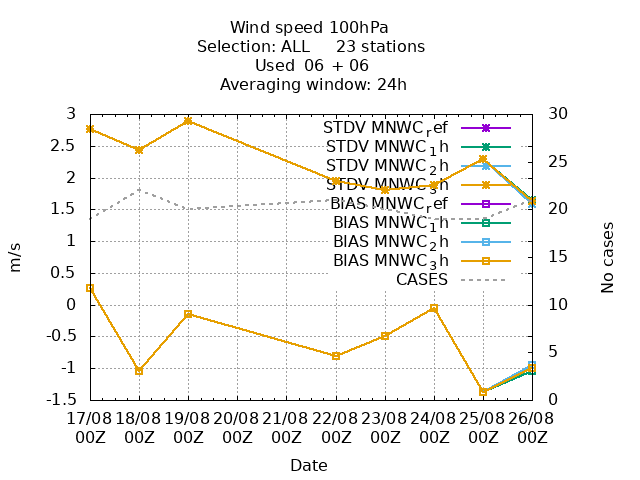 Wind speed 100hPa
Selection: ALL 23 stations
Used 06 + 06
Averaging window: 24h
3
2.5
2
1.5
1
0.5
0
-0.5
-1
-1.5
m/s
30
25
20
15
10
5
0
No cases
STDV MNWC_ref
STDV MNWC_1h
STDV MNWC_2h
STDV MNWC_3h
BIAS MNWC_ref
BIAS MNWC_1h
BIAS MNWC_2h
BIAS MNWC_3h
CASES
17/08 18/08 19/08 20/08 21/08 22/08 23/08 24/08 25/08 26/08
00Z 00Z 00Z 00Z 00Z 00Z 00Z 00Z 00Z 00Z
Date